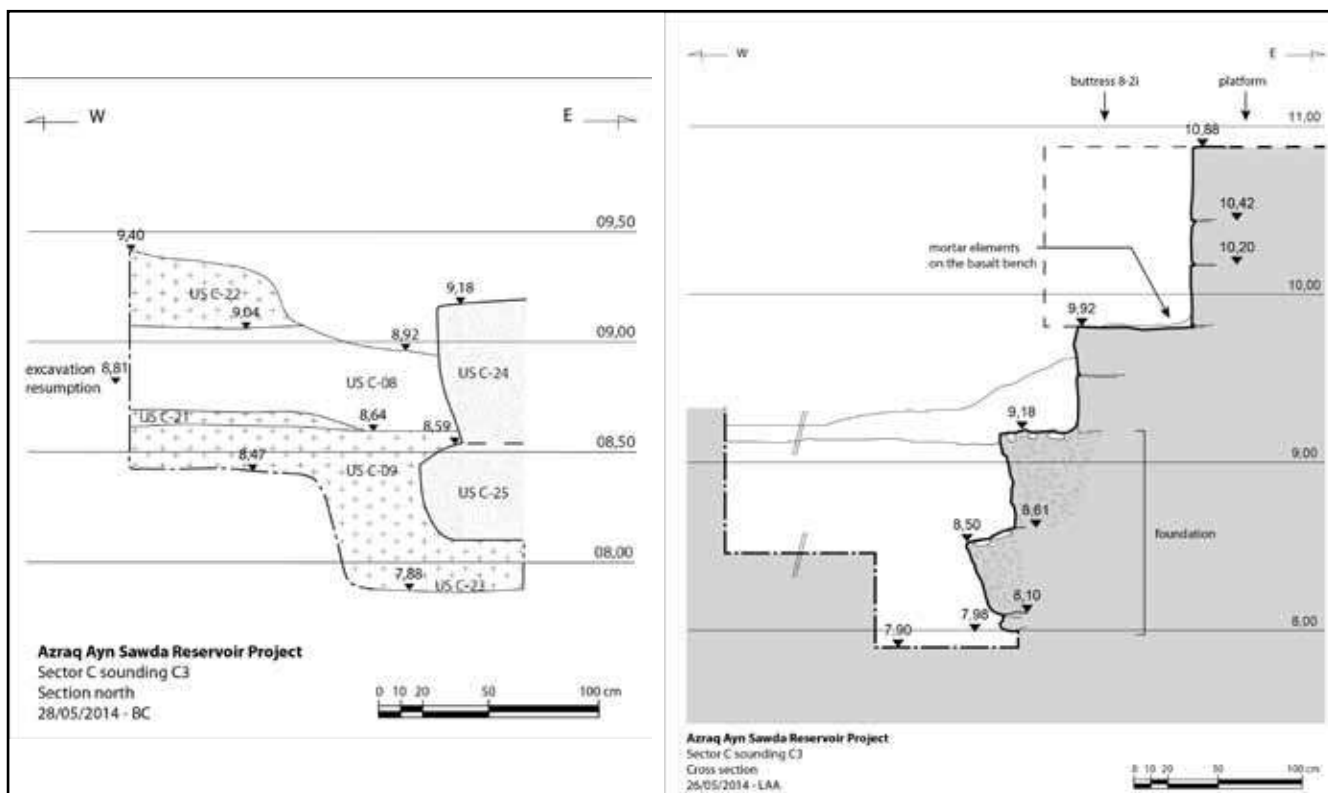 W
E
09,50
9,40
US C-22
9,18
9,04
8,92
09,00
excavation 8,81
resumption
US C-08
US C-24
US C-21
8,64
8,59
08,50
8,47
US C-09
US C-25
08,00
7,88
US C-23
Azraq Ayn Sawda Reservoir Project
Sector C sounding C3
Section north
28/05/2014 - BC
0 10 20 50 100 cm
W
E
buttress 8-2i
platform
11,00
10,88
10,42
10,20
mortar elements
on the basalt bench
10,00
9,92
9,18
9,00
8,61
8,50
foundation
8,10
7,98
8,00
7,90
Azraq Ayn Sawda Reservoir Project
Sector C sounding C3
Cross section
26/05/2014 - LAA
0 10 20 50 100 cm